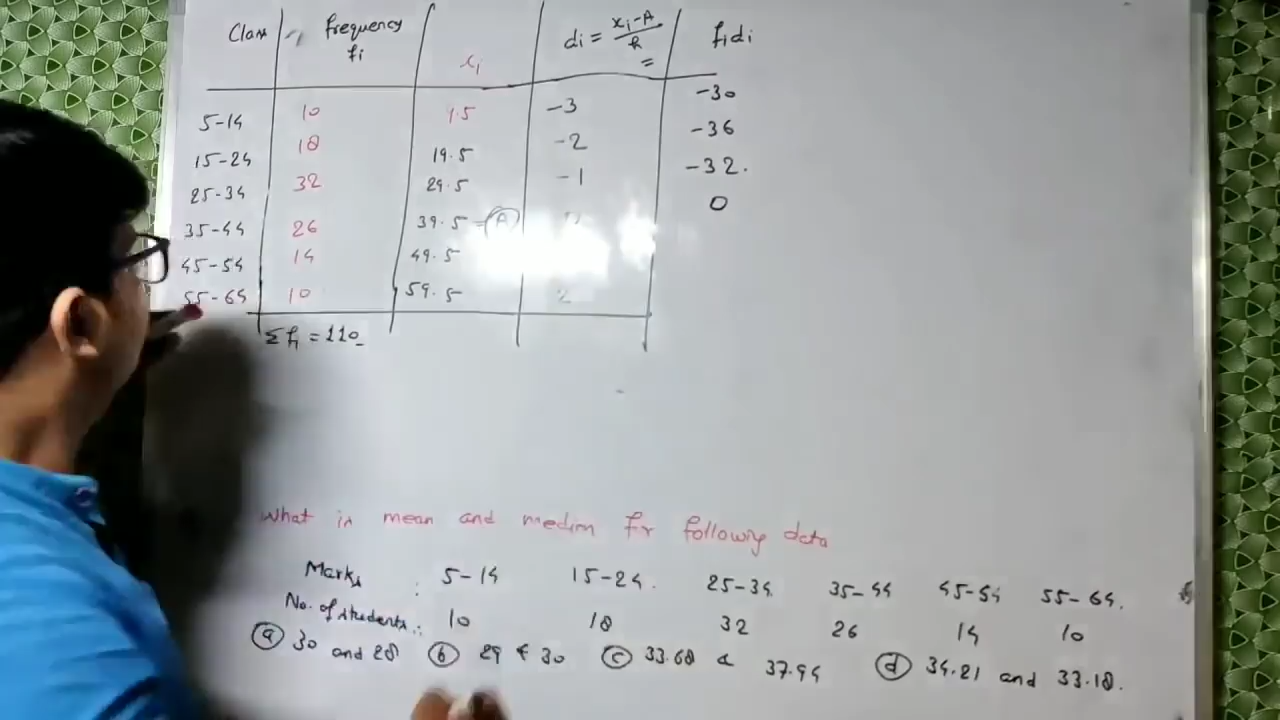 Class frequency fi xi di = xi-A/h fidi
5-14 10 9.5 -3 -30
15-24 18 19.5 -2 -36
25-34 32 29.5 -1 -32.
35-44 26 39.5 - A 0
45-54 14 49.5
55-64 10 59.5 2
Σfi = 110
What is mean and median for following data
Marks : 5-14 15-24. 25-34. 35-44 45-54 55-64.
No. of students : 10 18 32 26 14 10
(a) 30 and 28 (b) 29 & 30 (c) 33.68 & 37.94 (d) 34.21 and 33.18.